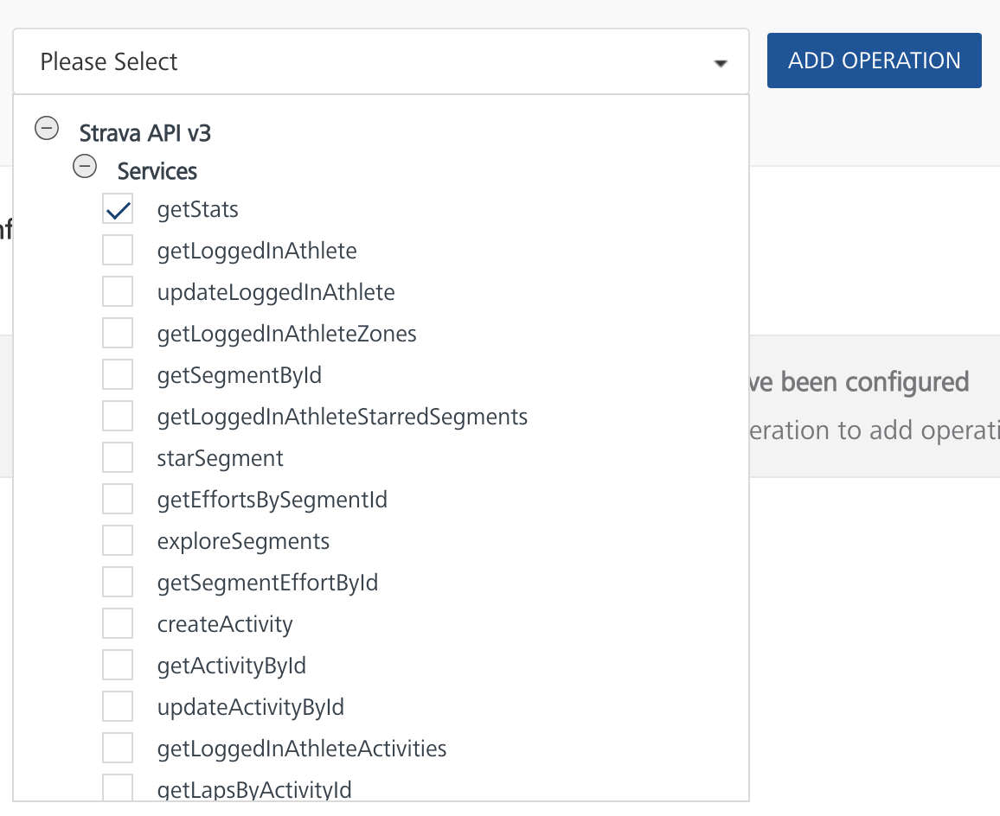 Please Select
ADD OPERATION
Strava API v3
Services
getStats
getLoggedInAthlete
updateLoggedInAthlete
getLoggedInAthleteZones
getSegmentById
ve been configured
getLoggedInAthleteStarredSegments
eration to add operati
starSegment
getEffortsBySegmentId
exploreSegments
getSegmentEffortById
createActivity
getActivityById
updateActivityById
getLoggedInAthleteActivities
getLapsByActivityId